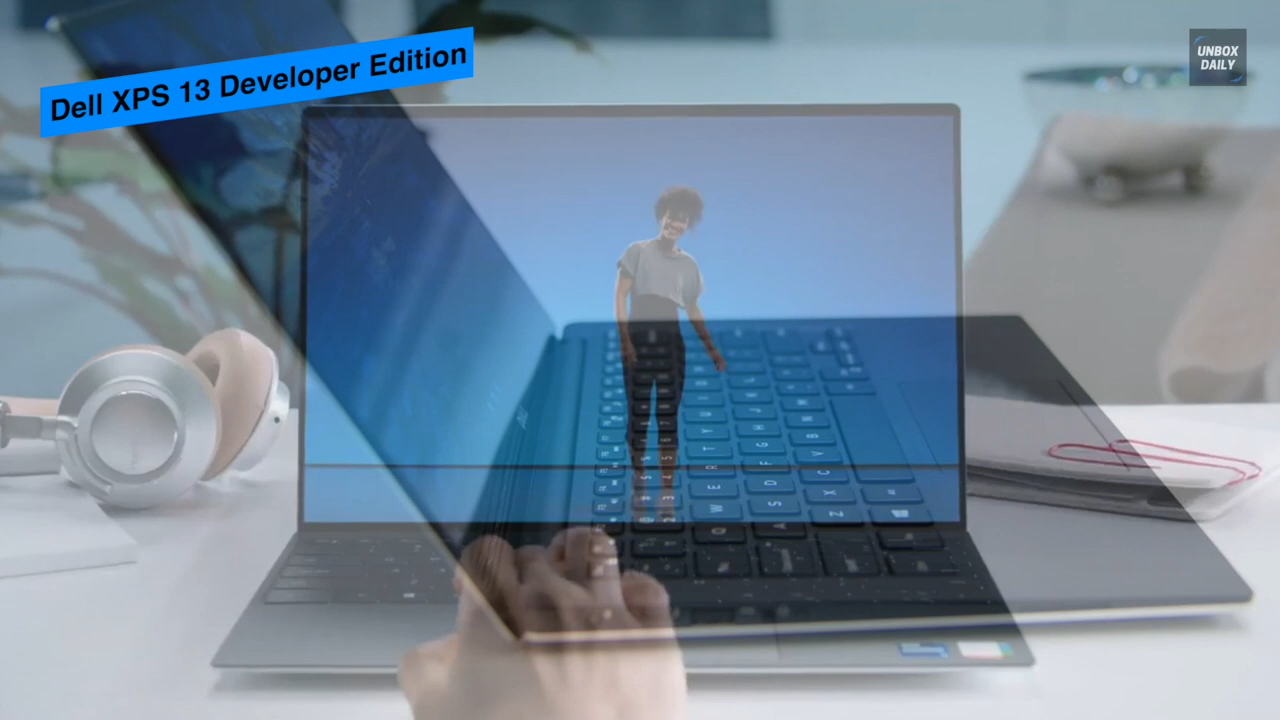 Dell XPS 13 Developer Edition
UNBOX
DAILY
T Y U
G H J
B N M
W E R
S D F
Z X C V
Q A